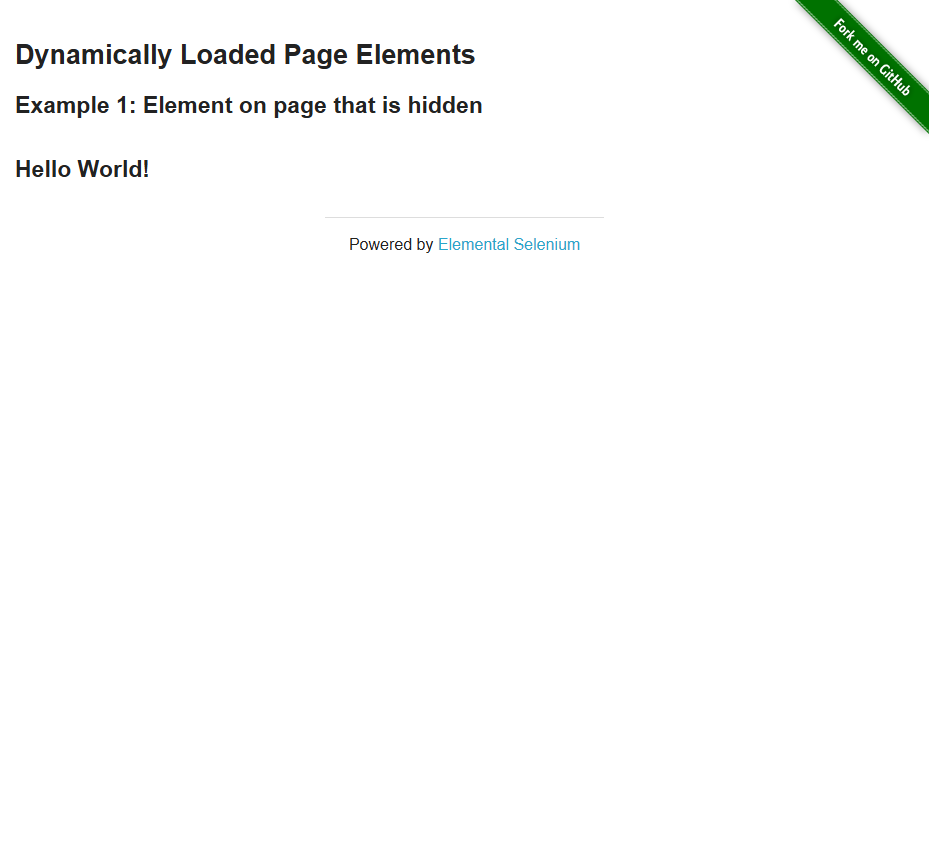 Fork me on GitHub
Dynamically Loaded Page Elements
Example 1: Element on page that is hidden
Hello World!
Powered by Elemental Selenium